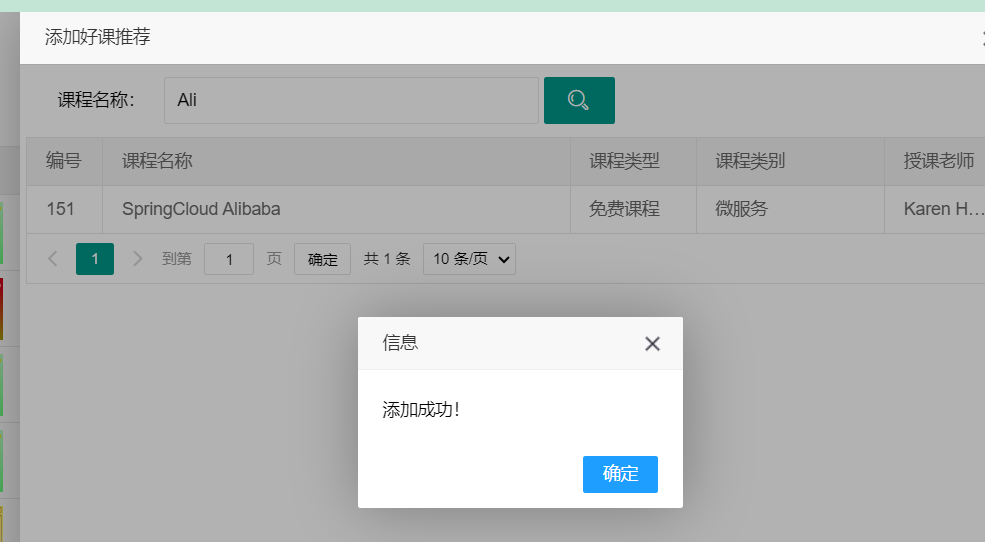 添加好课推荐
课程名称： Ali
编号 课程名称 课程类型 课程类别 授课老师
151 SpringCloud Alibaba 免费课程 微服务 Karen H...
1 到第 1 页 确定 共 1 条 10 条/页
信息
添加成功！
确定